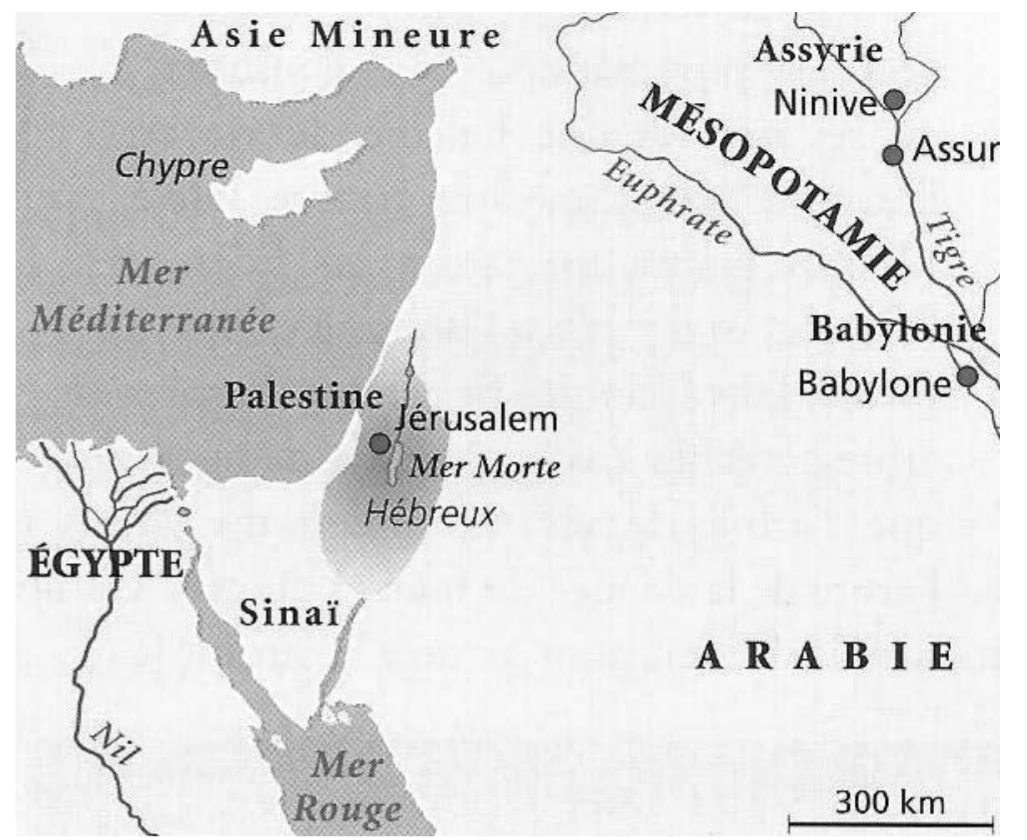 Asie Mineure
Assyrie
Ninive
MÉSOPOTAMIE
Assur
Chypre
Euphrate
Tigre
Mer
Méditerranée
Babylonie
Babylone
Palestine
Jérusalem
Mer Morte
Hébreux
ÉGYPTE
Sinaï
ARABIE
Nil
Mer
Rouge
300 km